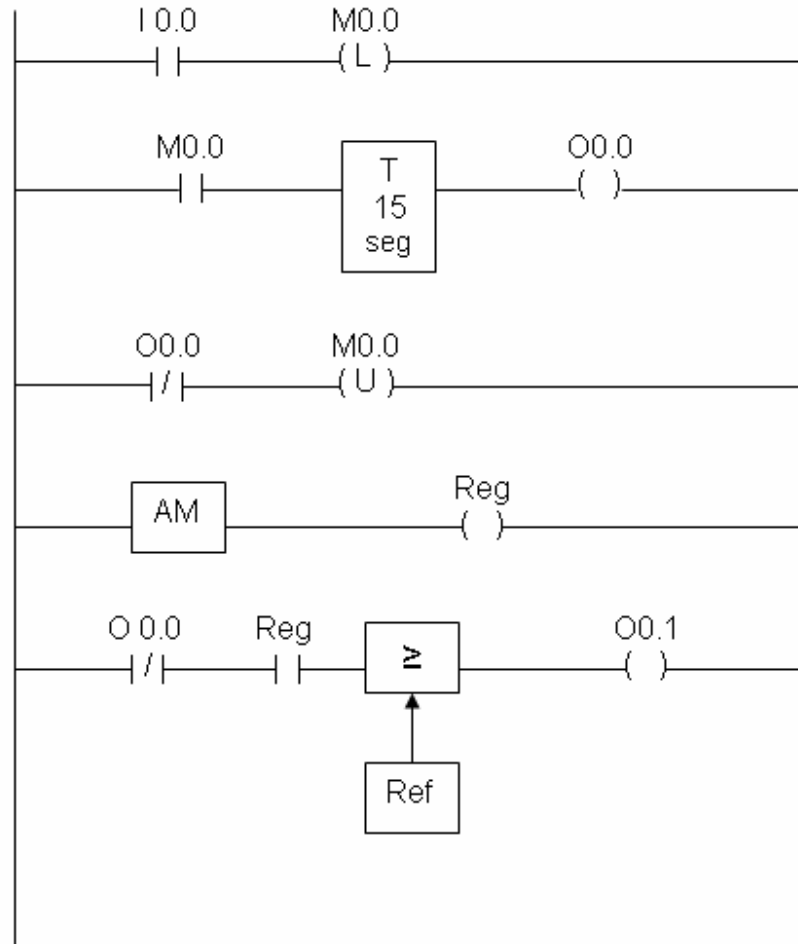 I 0.0 M0.0
( L )
M0.0 O0.0
T
15
seg
( )
O0.0 M0.0
/ ( U )
AM Reg
( )
O 0.0 Reg O0.1
/ ≥ ( )
Ref